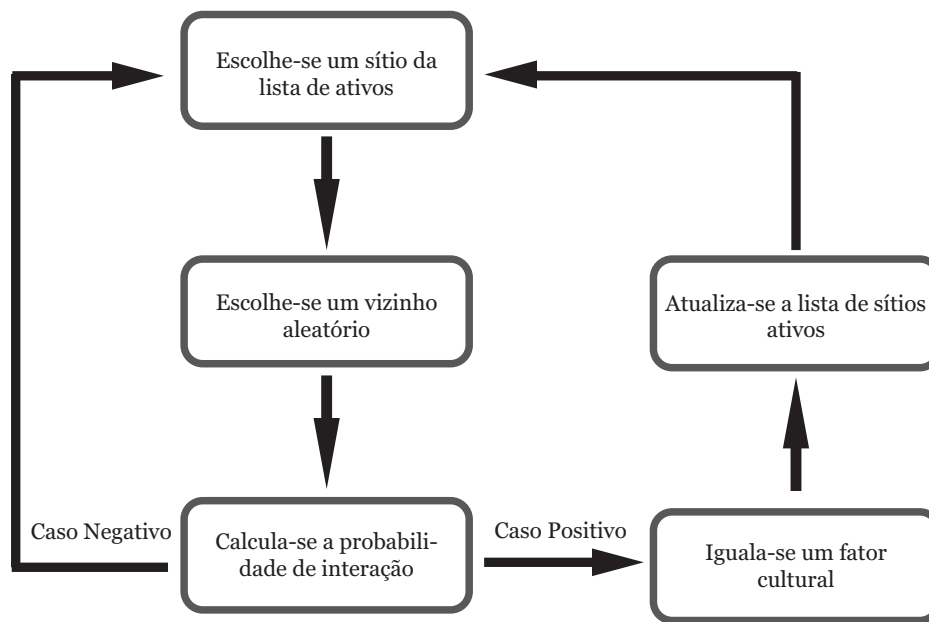 Escolhe-se um sítio da
lista de ativos
Escolhe-se um vizinho
aleatório
Atualiza-se a lista de sítios
ativos
Caso Negativo
Calcula-se a probabili-
dade de interação
Caso Positivo
Iguala-se um fator
cultural